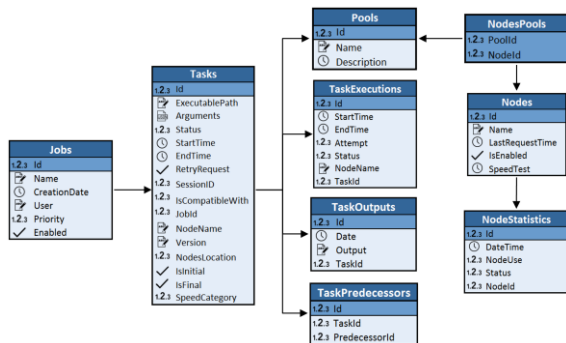 Pools
1.2.3 Id
Name
Description
NodesPools
1.2.3 PoolId
1.2.3 NodeId
Tasks
1.2.3 Id
ExecutablePath
Arguments
1.2.3 Status
StartTime
EndTime
RetryRequest
1.2.3 SessionID
1.2.3 IsCompatibleWith
1.2.3 JobId
NodeName
Version
1.2.3 NodesLocation
IsInitial
IsFinal
1.2.3 SpeedCategory
TaskExecutions
1.2.3 Id
StartTime
EndTime
1.2.3 Attempt
1.2.3 Status
NodeName
1.2.3 TaskId
Nodes
1.2.3 Id
Name
LastRequestTime
IsEnabled
SpeedTest
Jobs
1.2.3 Id
Name
CreationDate
User
1.2.3 Priority
Enabled
TaskOutputs
1.2.3 Id
Date
Output
1.2.3 TaskId
NodeStatistics
1.2.3 Id
DateTime
1.2.3 NodeUse
1.2.3 Status
1.2.3 NodeId
TaskPredecessors
1.2.3 Id
1.2.3 TaskId
1.2.3 PredecessorId